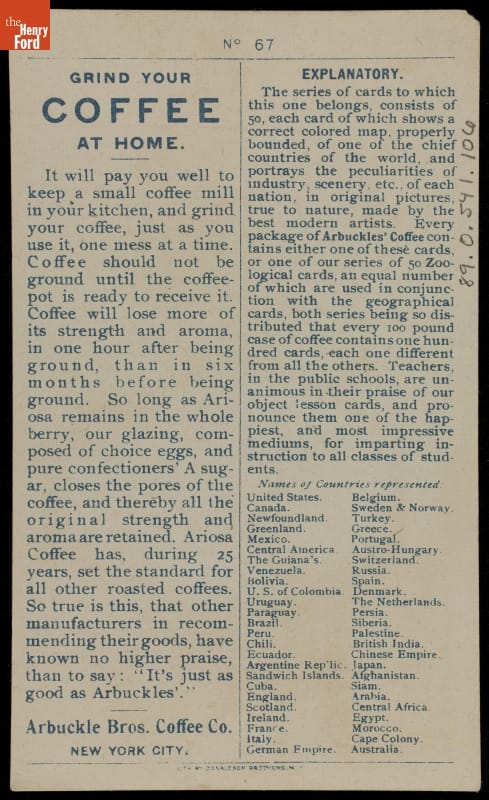 the
Henry
Ford
Nº 67
GRIND YOUR
COFFEE
AT HOME.
It will pay you well to
keep a small coffee mill
in your kitchen, and grind
your coffee, just as you
use it, one mess at a time.
Coffee should not be
ground until the coffee-
pot is ready to receive it.
Coffee will lose more of
its strength and aroma,
in one hour after being
ground, than in six
months before being
ground. So long as Ari-
osa remains in the whole
berry, our glazing, com-
posed of choice eggs, and
pure confectioners' A sug-
ar, closes the pores of the
coffee, and thereby all the
original strength and
aroma are retained. Ariosa
Coffee has, during 25
years, set the standard for
all other roasted coffees.
So true is this, that other
manufacturers in recom-
mending their goods, have
known no higher praise,
than to say: "It's just as
good as Arbuckles'."
Arbuckle Bros. Coffee Co.
NEW YORK CITY.
EXPLANATORY.
The series of cards to which
this one belongs, consists of
50, each card of which shows a
correct colored map, properly
bounded, of one of the chief
countries of the world, and
portrays the peculiarities of
industry, scenery, etc., of each
nation, in original pictures,
true to nature, made by the
best modern artists. Every
package of Arbuckles' Coffee con-
tains either one of these cards,
or one of our series of 50 Zoo-
logical cards, an equal number
of which are used in conjunc-
tion with the geographical
cards, both series being so dis-
tributed that every 100 pound
case of coffee contains one hun-
dred cards, each one different
from all the others. Teachers,
in the public schools, are un-
animous in their praise of our
object lesson cards, and pro-
nounce them one of the hap-
piest, and most impressive
mediums, for imparting in-
struction to all classes of stud-
ents.
Names of Countries represented:
United States. Belgium.
Canada. Sweden & Norway.
Newfoundland. Turkey.
Greenland. Greece.
Mexico. Portugal.
Central America. Austro-Hungary.
The Guiana's. Switzerland.
Venezuela. Russia.
Bolivia. Spain.
U. S. of Colombia. Denmark.
Uruguay. The Netherlands.
Paraguay. Persia.
Brazil. Siberia.
Peru. Palestine.
Chili. British India.
Ecuador. Chinese Empire.
Argentine Rep'lic. Japan.
Sandwich Islands. Afghanistan.
Cuba. Siam.
England. Arabia.
Scotland. Central Africa.
Ireland. Egypt.
France. Morocco.
Italy. Cape Colony.
German Empire. Australia.
LITH. BY DONALDSON BROTHERS, N.Y.
89.0.541.106